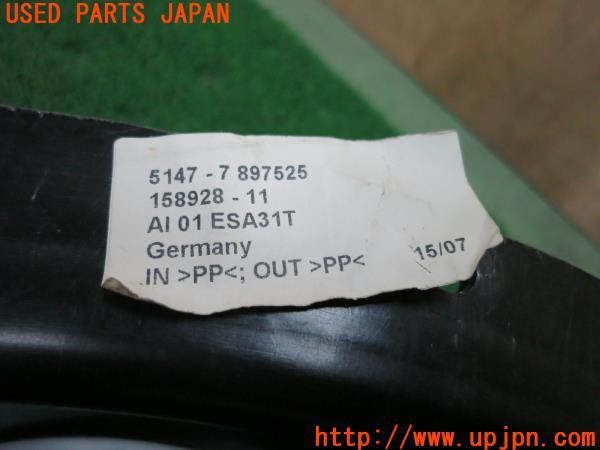 USED PARTS JAPAN
5147 - 7 897525
158928 - 11
AI 01 ESA31T
Germany
IN >PP<; OUT >PP<
15/07
UPJ
www.upjpn.com